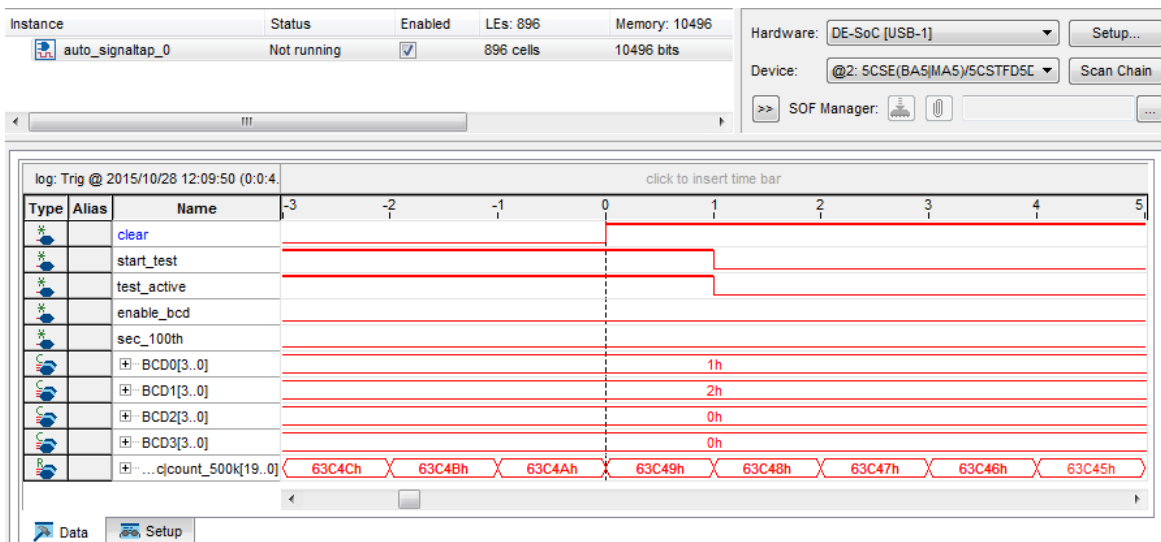 Instance Status Enabled LEs: 896 Memory: 10496
auto_signaltap_0 Not running 896 cells 10496 bits
Hardware: DE-SoC [USB-1] Setup...
Device: @2: 5CSE(BA5|MA5)/5CSTFD5D Scan Chain
>> SOF Manager: ...
log: Trig @ 2015/10/28 12:09:50 (0:0:4. click to insert time bar
Type Alias Name -3 -2 -1 0 1 2 3 4 5
clear
start_test
test_active
enable_bcd
sec_100th
BCD0[3..0] 1h
BCD1[3..0] 2h
BCD2[3..0] 0h
BCD3[3..0] 0h
...c|count_500k[19..0] 63C4Ch 63C4Bh 63C4Ah 63C49h 63C48h 63C47h 63C46h 63C45h
Data Setup